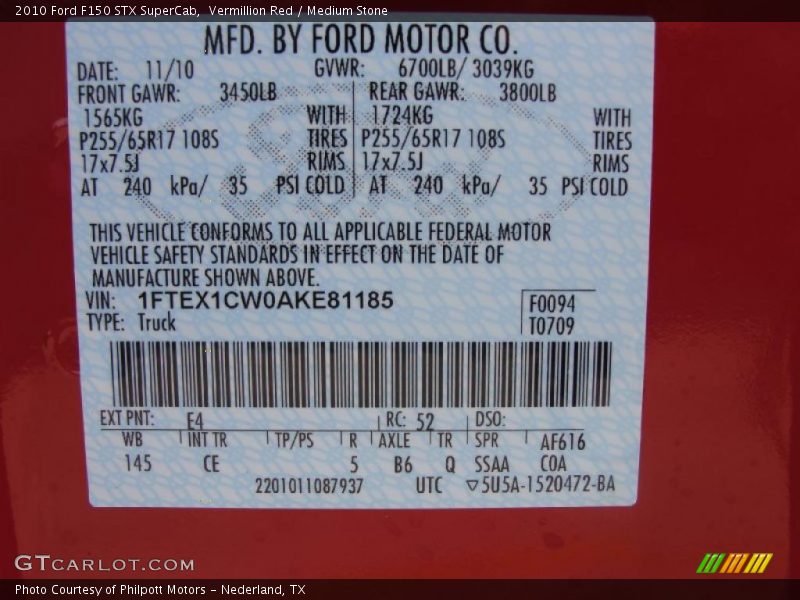 2010 Ford F150 STX SuperCab,  Vermillion Red / Medium Stone
MFD. BY FORD MOTOR CO.
DATE: 11/10 GVWR: 6700LB/ 3039KG
FRONT GAWR: 3450LB REAR GAWR: 3800LB
1565KG WITH 1724KG WITH
P255/65R17 108S TIRES P255/65R17 108S TIRES
17x7.5J RIMS 17x7.5J RIMS
AT 240 kPa/ 35 PSI COLD AT 240 kPa/ 35 PSI COLD
THIS VEHICLE CONFORMS TO ALL APPLICABLE FEDERAL MOTOR
VEHICLE SAFETY STANDARDS IN EFFECT ON THE DATE OF
MANUFACTURE SHOWN ABOVE.
VIN: 1FTEX1CW0AKE81185 F0094
TYPE: Truck T0709
EXT PNT: E4 RC: 52 DSO:
WB INT TR TP/PS R AXLE TR SPR AF616
145 CE 5 B6 Q SSAA COA
2201011087937 UTC ▽5U5A-1520472-BA
GTCARLOT.COM
Photo Courtesy of Philpott Motors - Nederland, TX